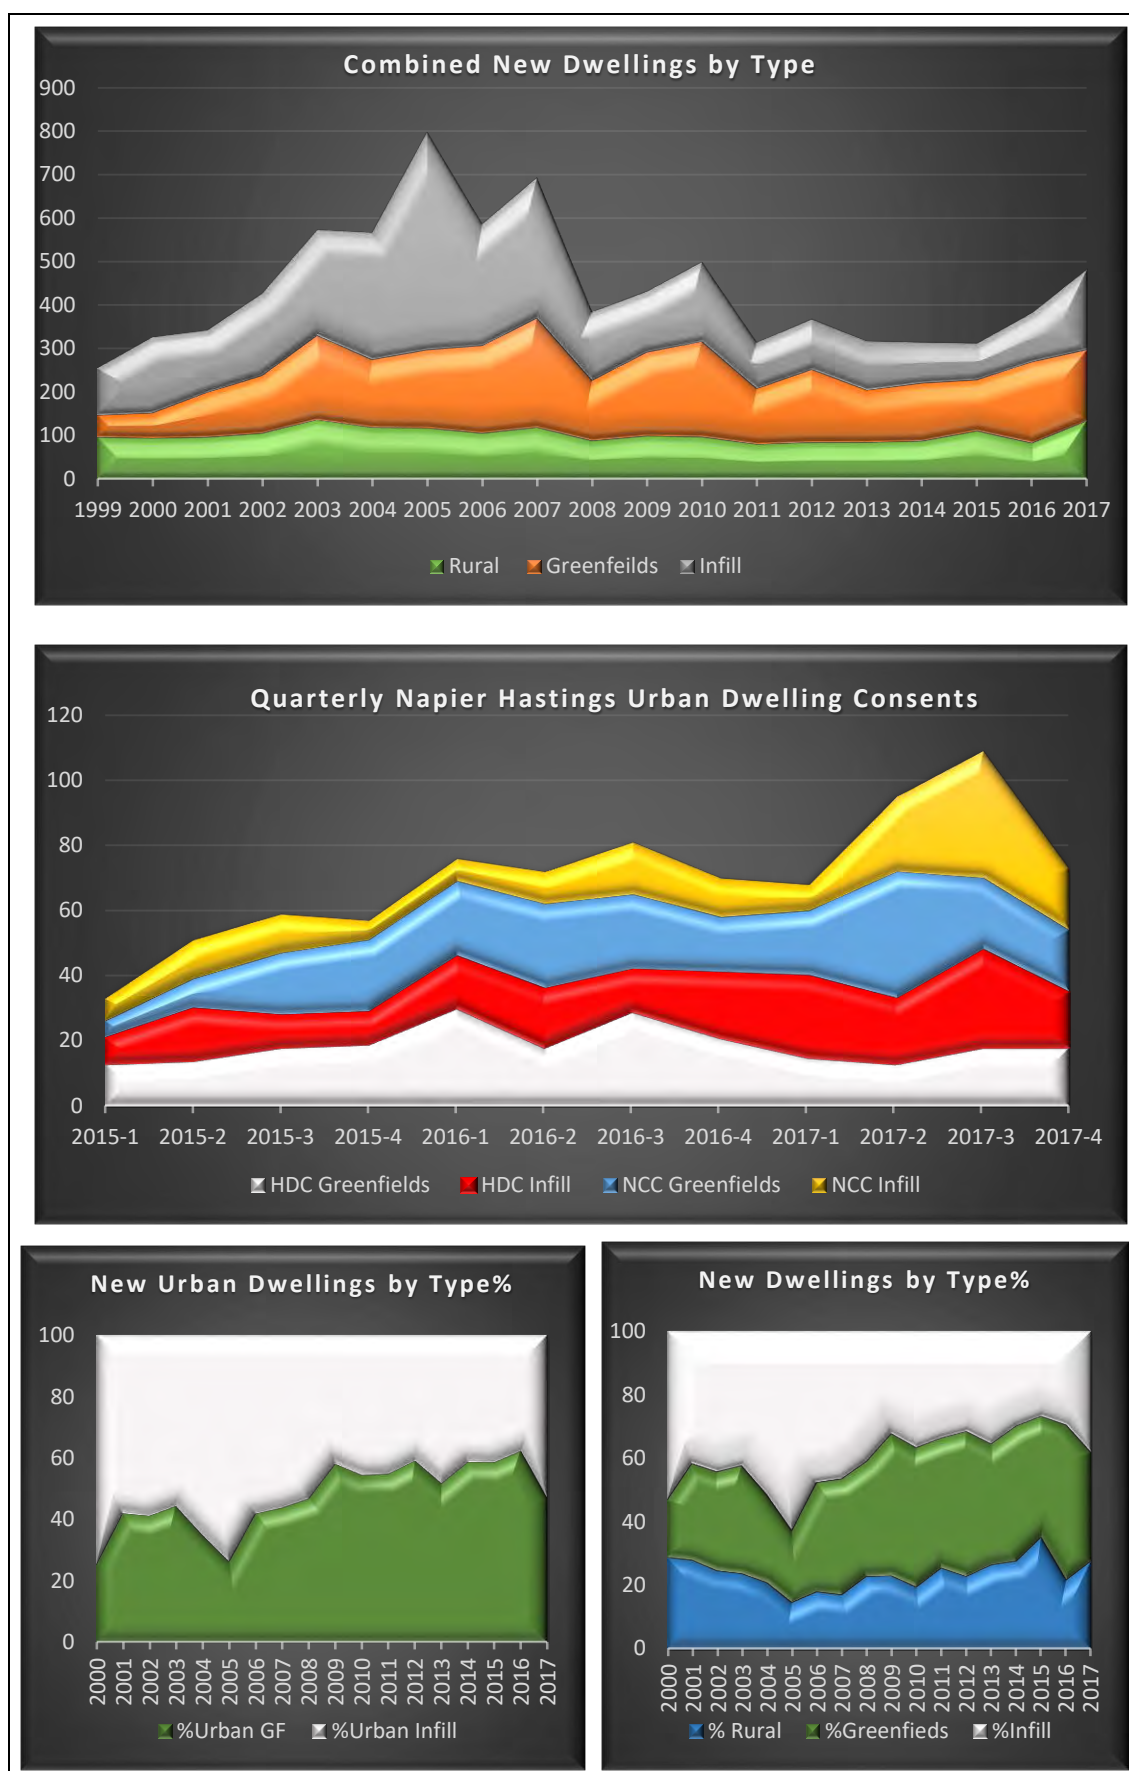 Combined New Dwellings by Type
900
800
700
600
500
400
300
200
100
0
1999 2000 2001 2002 2003 2004 2005 2006 2007 2008 2009 2010 2011 2012 2013 2014 2015 2016 2017
Rural Greenfeilds Infill
Quarterly Napier Hastings Urban Dwelling Consents
120
100
80
60
40
20
0
2015-1 2015-2 2015-3 2015-4 2016-1 2016-2 2016-3 2016-4 2017-1 2017-2 2017-3 2017-4
HDC Greenfields HDC Infill NCC Greenfields NCC Infill
New Urban Dwellings by Type%
100
80
60
40
20
0
2000 2001 2002 2003 2004 2005 2006 2007 2008 2009 2010 2011 2012 2013 2014 2015 2016 2017
%Urban GF %Urban Infill
New Dwellings by Type%
100
80
60
40
20
0
2000 2001 2002 2003 2004 2005 2006 2007 2008 2009 2010 2011 2012 2013 2014 2015 2016 2017
% Rural %Greenfieds %Infill